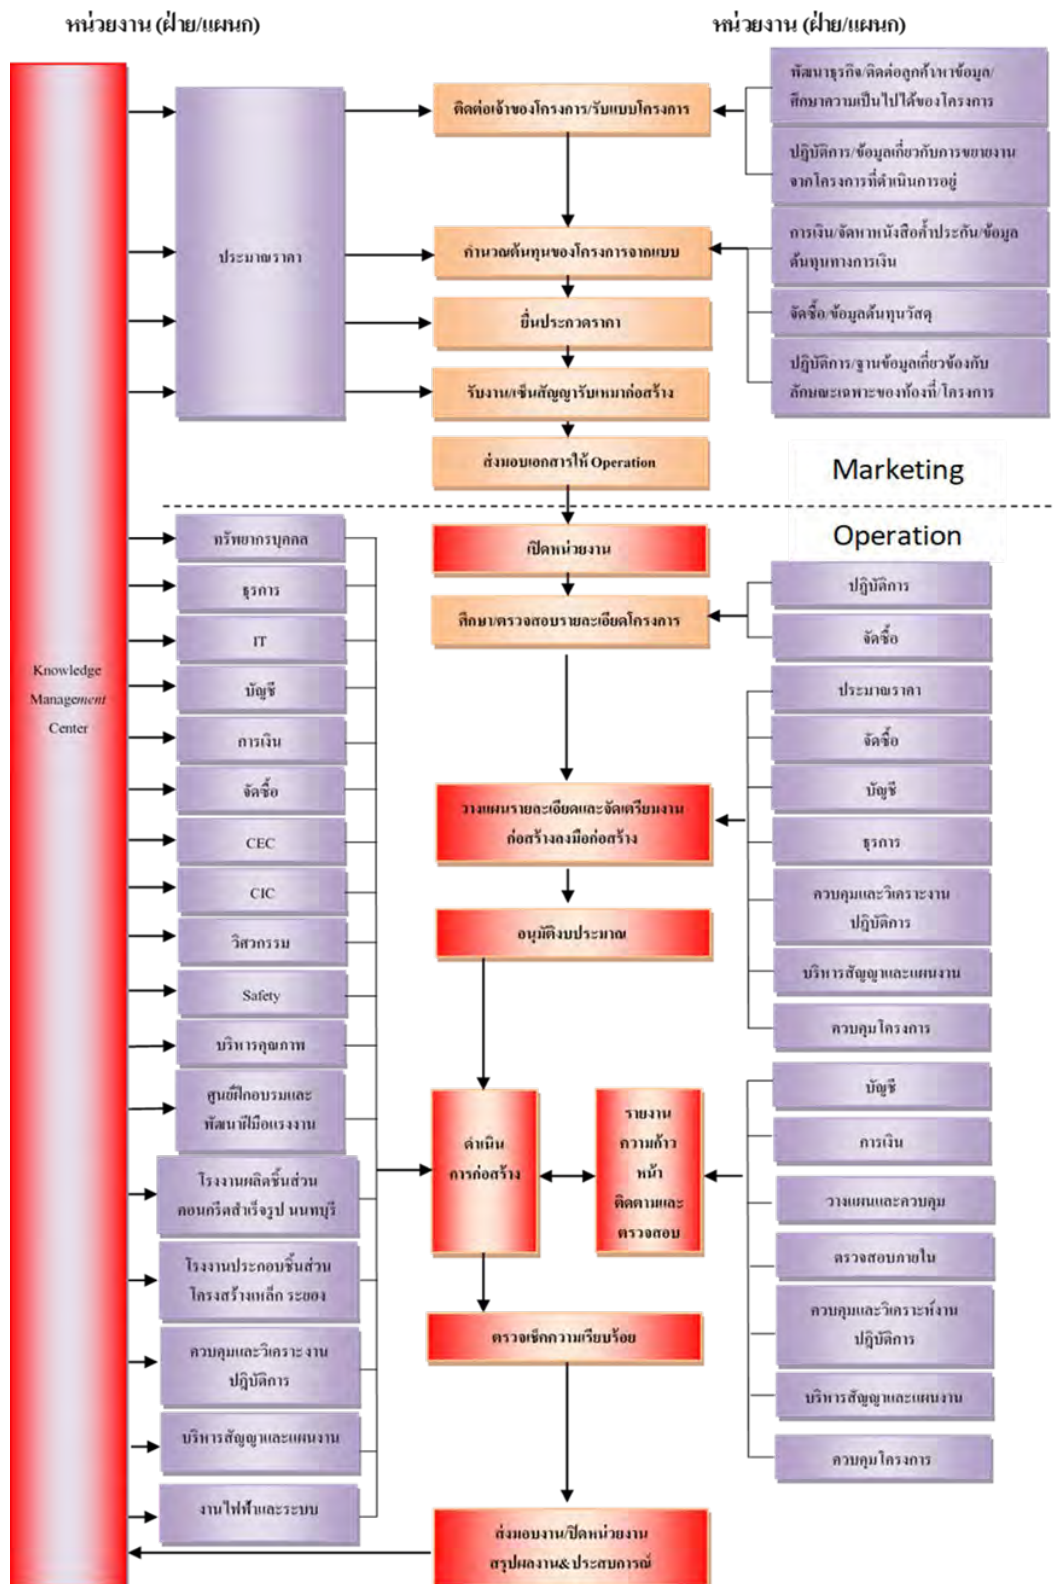 หน่วยงาน (ฝ่าย/แผนก)
หน่วยงาน (ฝ่าย/แผนก)
Knowledge
Management
Center
ประมาณราคา
ติดต่อเจ้าของโครงการ/รับแบบโครงการ
คำนวณต้นทุนของโครงการจากแบบ
ยื่นประกวดราคา
รับงาน/เซ็นสัญญารับเหมาก่อสร้าง
ส่งมอบเอกสารให้ Operation
พัฒนาธุรกิจ/ติดต่อลูกค้า/หาข้อมูล/
ศึกษาความเป็นไปได้ของโครงการ
ปฏิบัติการ/ข้อมูลเกี่ยวกับการขยายงาน
จากโครงการที่ดำเนินการอยู่
การเงิน/จัดหาหนังสือค้ำประกัน/ข้อมูล
ต้นทุนทางการเงิน
จัดซื้อ/ข้อมูลต้นทุนวัสดุ
ปฏิบัติการ/ฐานข้อมูลเกี่ยวข้องกับ
ลักษณะเฉพาะของท้องที่/โครงการ
Marketing
Operation
ทรัพยากรบุคคล
ธุรการ
IT
บัญชี
การเงิน
จัดซื้อ
CEC
CIC
วิศวกรรม
Safety
บริหารคุณภาพ
ศูนย์ฝึกอบรมและ
พัฒนาฝีมือแรงงาน
โรงงานผลิตชิ้นส่วน
คอนกรีตสำเร็จรูป นนทบุรี
โรงงานประกอบชิ้นส่วน
โครงสร้างเหล็ก ระยอง
ควบคุมและวิเคราะ งาน
ปฏิบัติการ
บริหารสัญญาและแผนงาน
งานไฟฟ้าและระบบ
เปิดหน่วยงาน
ศึกษา/ตรวจสอบรายละเอียดโครงการ
วางแผนรายละเอียดและจัดเตรียมงาน
ก่อสร้างลงมือก่อสร้าง
อนุมัติงบประมาณ
ดำเนิน
การก่อสร้าง
รายงาน
ความก้าว
หน้า
ติดตามและ
ตรวจสอบ
ตรวจเช็กความเรียบร้อย
ส่งมอบงาน/ปิดหน่วยงาน
สรุปผลงาน& ประสบการณ์
ปฏิบัติการ
จัดซื้อ
ประมาณราคา
จัดซื้อ
บัญชี
ธุรการ
ควบคุมและวิเคราะงาน
ปฏิบัติการ
บริหารสัญญาและแผนงาน
ควบคุมโครงการ
บัญชี
การเงิน
วางแผนและควบคุม
ตรวจสอบภายใน
ควบคุมและวิเคราะห์งาน
ปฏิบัติการ
บริหารสัญญาและแผนงาน
ควบคุมโครงการ